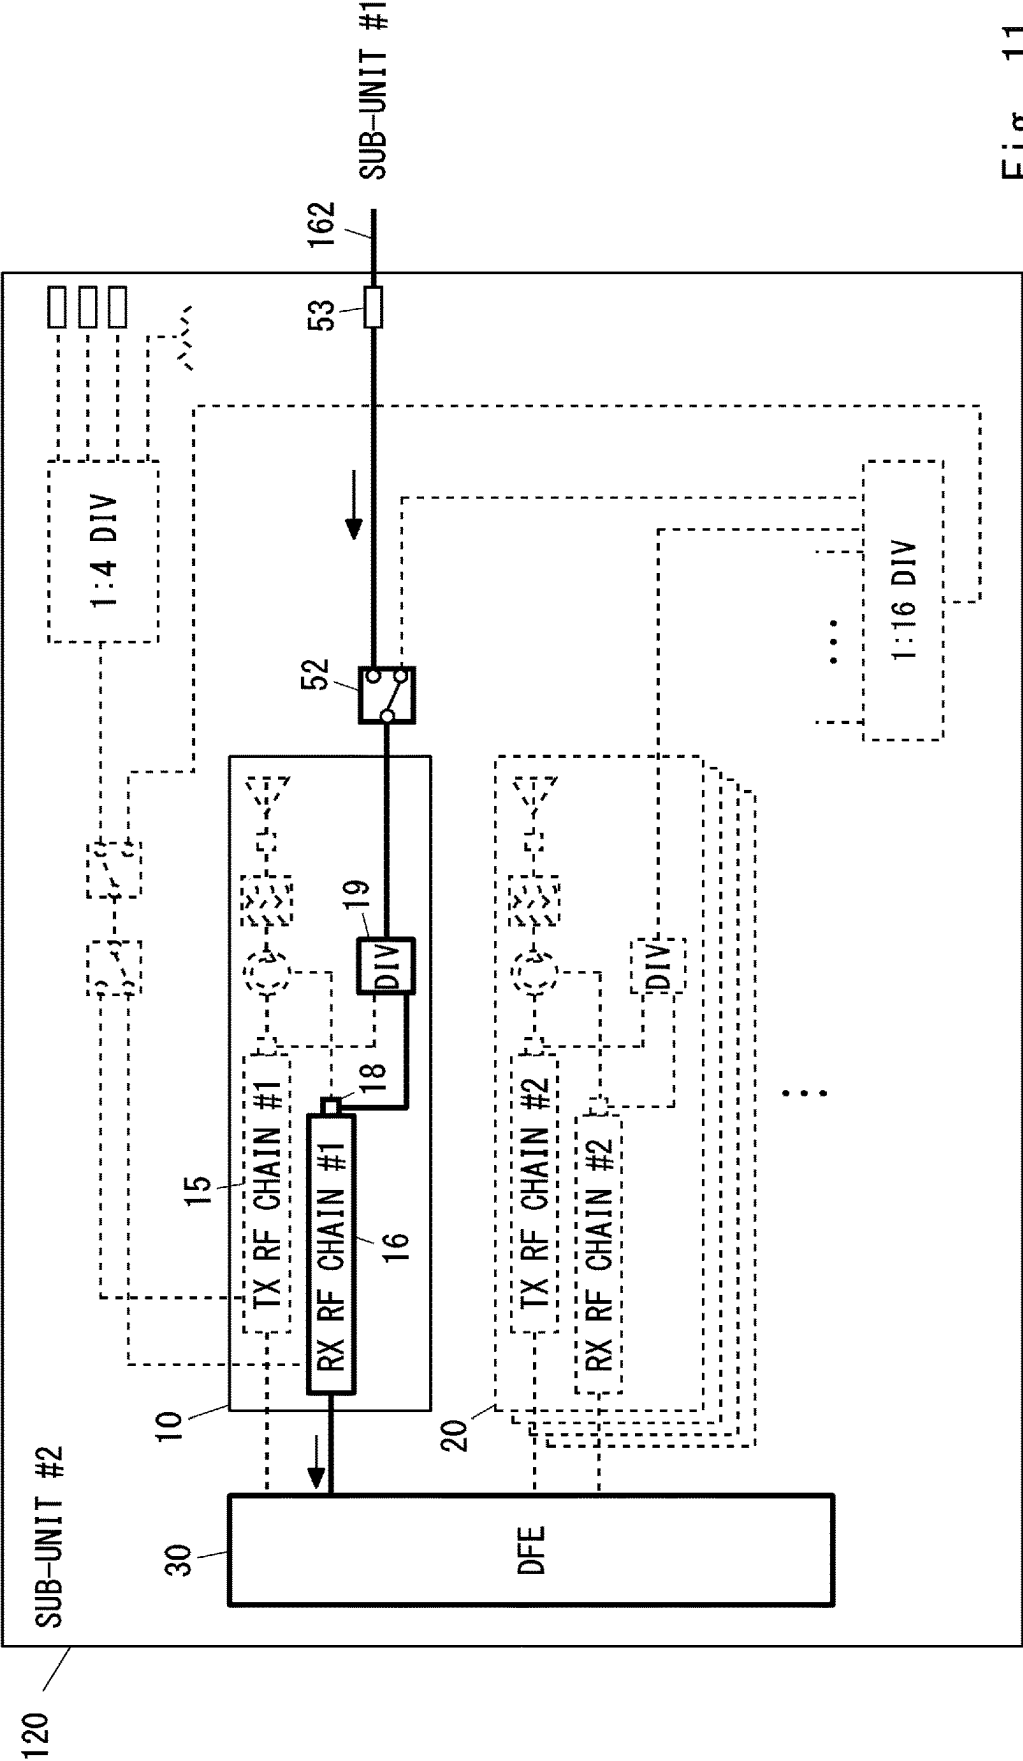 120
SUB-UNIT #2
30
DFE
10
15
TX RF CHAIN #1
RX RF CHAIN #1
16
18
19
DIV
20
TX RF CHAIN #2
RX RF CHAIN #2
DIV
...
52
1:4 DIV
...
1:16 DIV
53
162
SUB-UNIT #1
Fig. 11